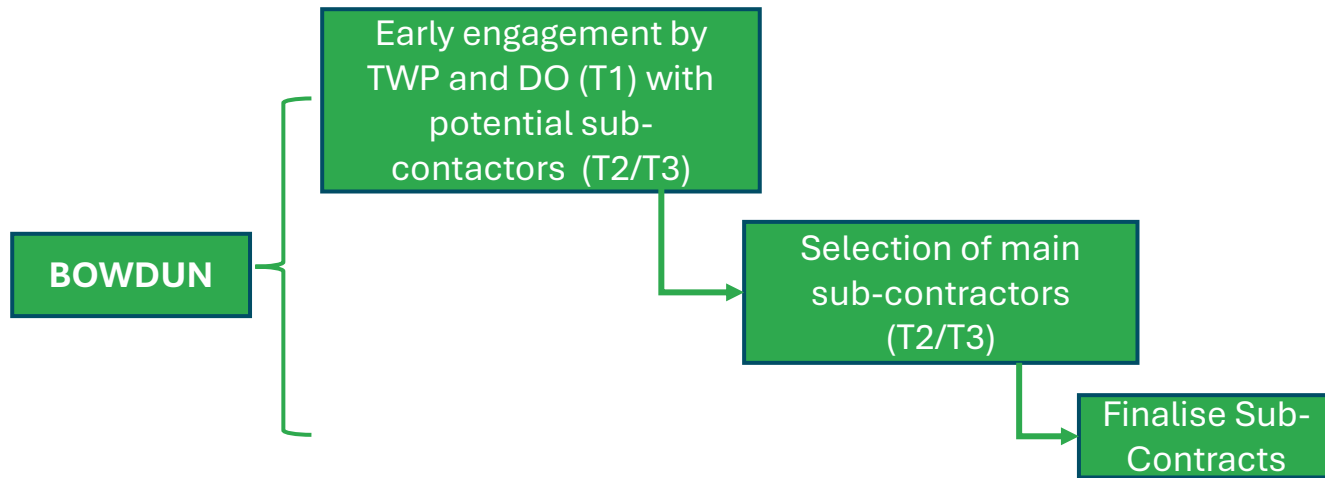 Early engagement by
TWP and DO (T1) with
potential sub-
contactors (T2/T3)
BOWDUN
Selection of main
sub-contractors
(T2/T3)
Finalise Sub-
Contracts